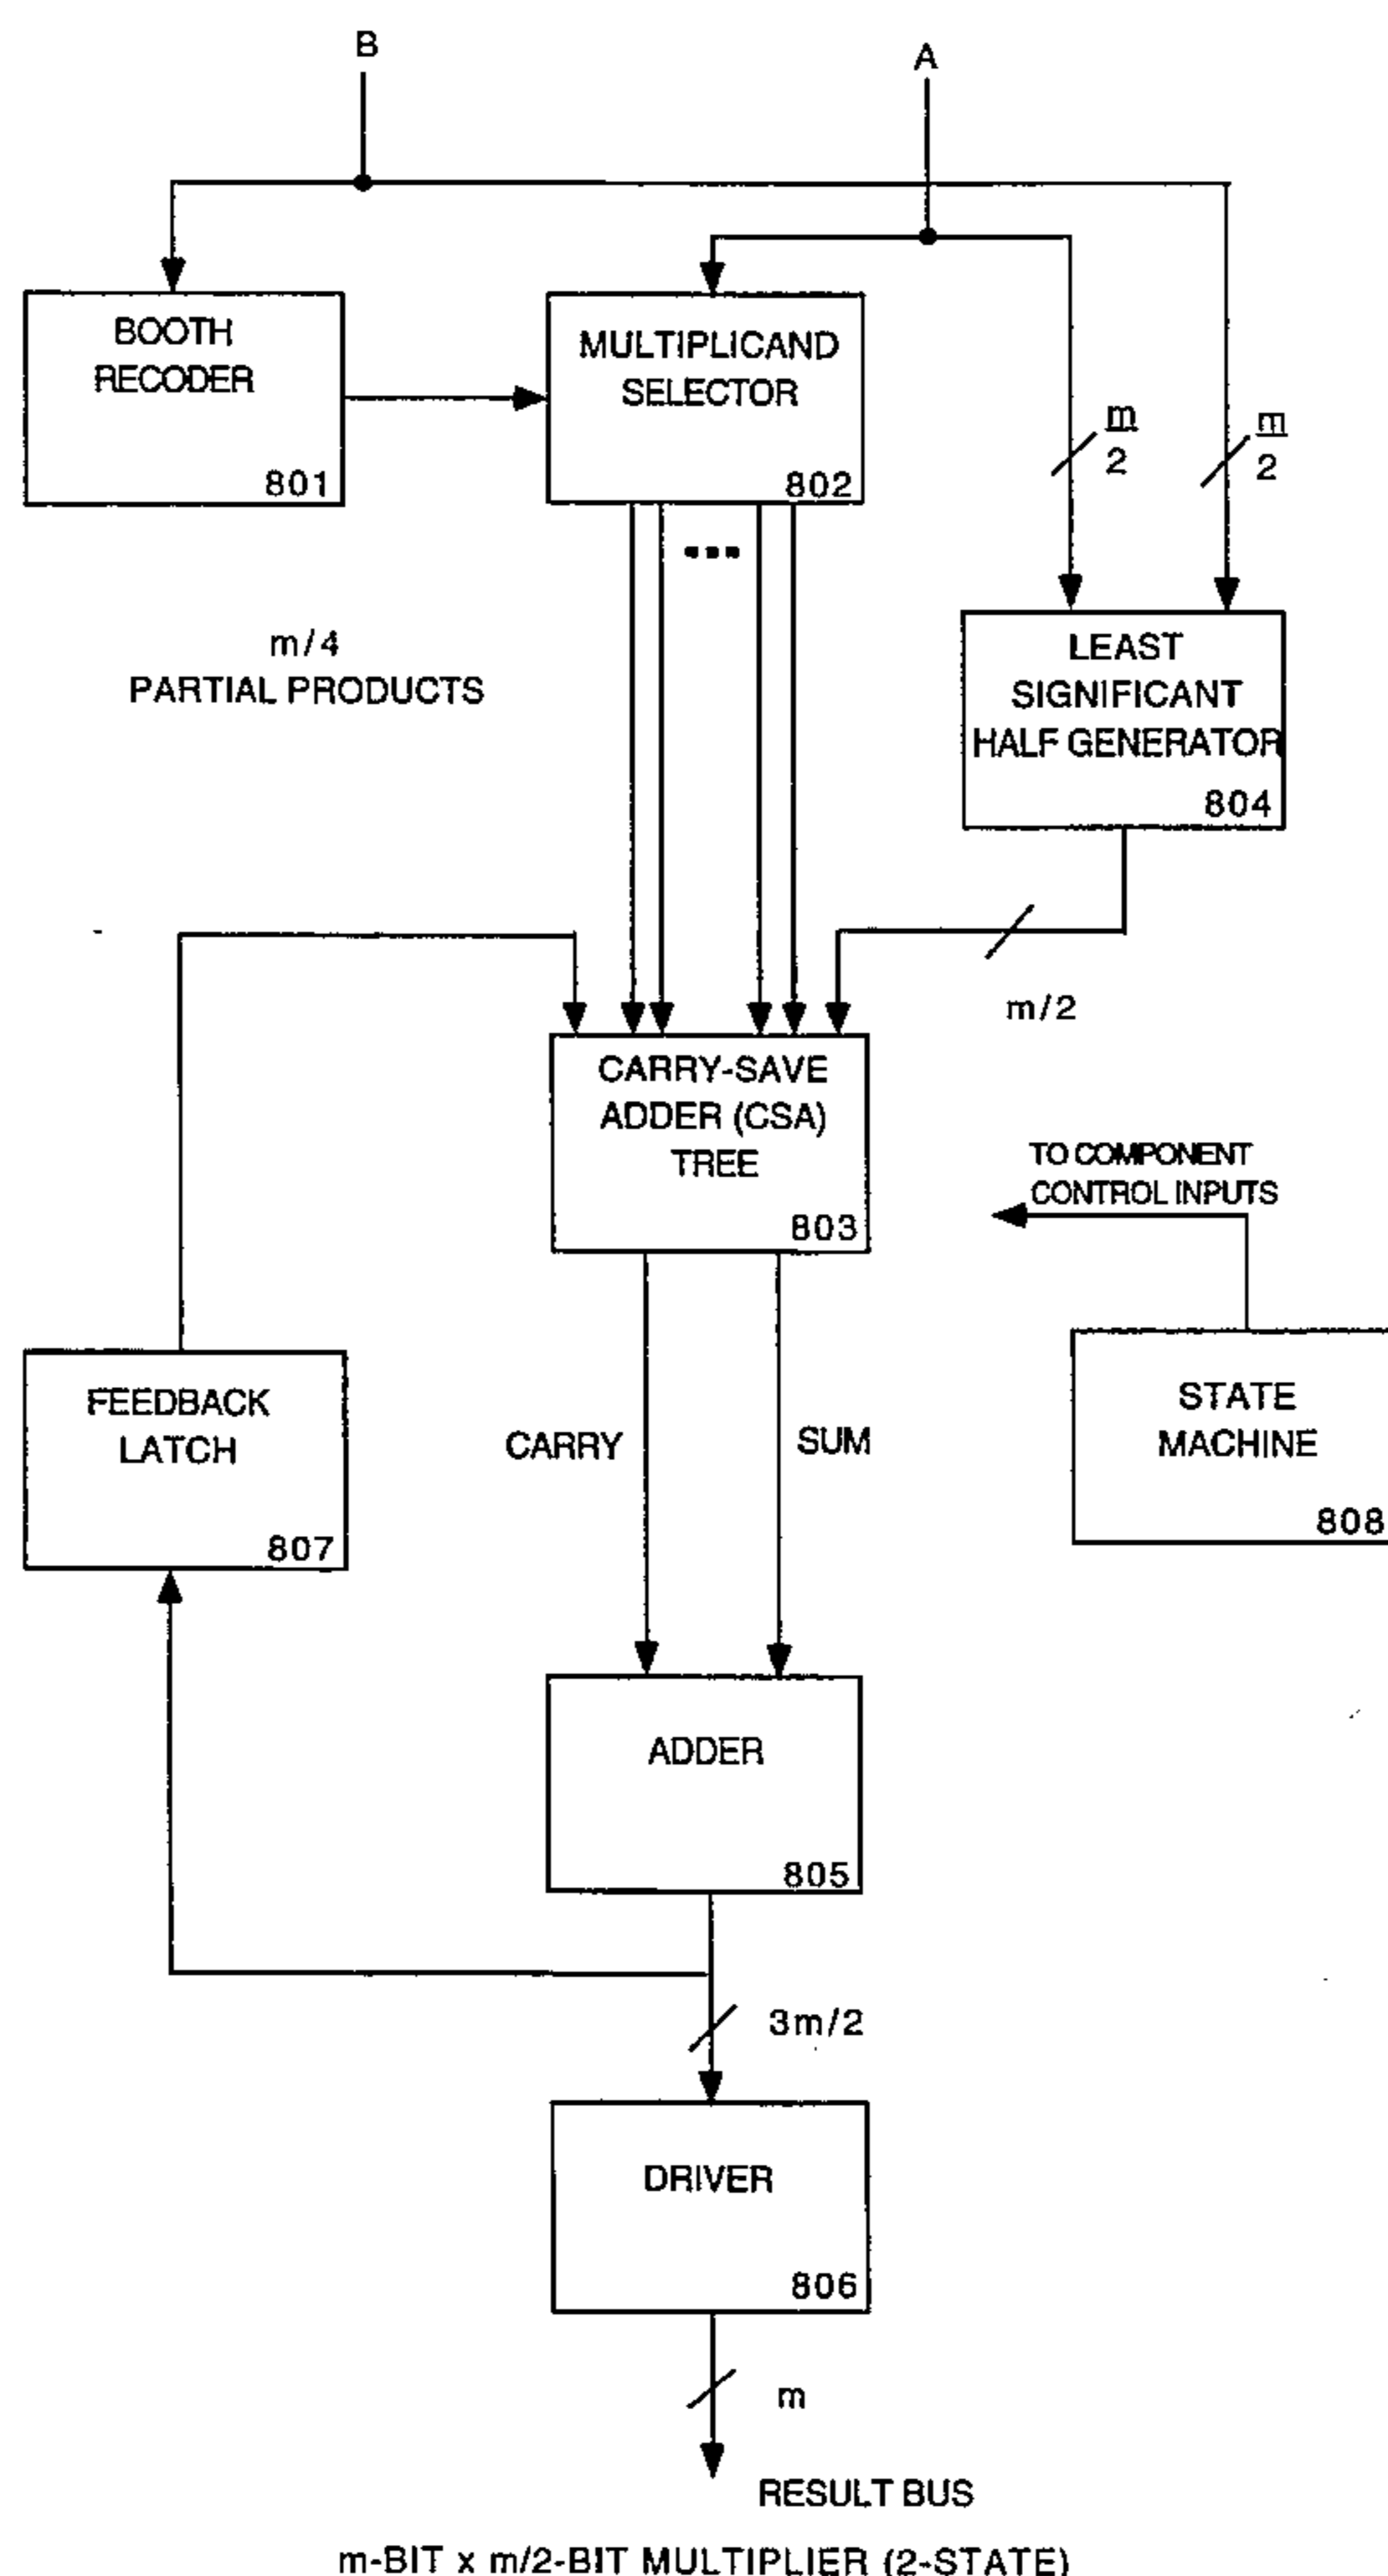 B
A
BOOTH
RECODER
801
MULTIPLICAND
SELECTOR
802
m
2
m
2
m/4
PARTIAL PRODUCTS
LEAST
SIGNIFICANT
HALF GENERATOR
804
m/2
CARRY-SAVE
ADDER (CSA)
TREE
803
TO COMPONENT
CONTROL INPUTS
FEEDBACK
LATCH
807
CARRY
SUM
STATE
MACHINE
808
ADDER
805
3m/2
DRIVER
806
m
RESULT BUS
m-BIT x m/2-BIT MULTIPLIER (2-STATE)